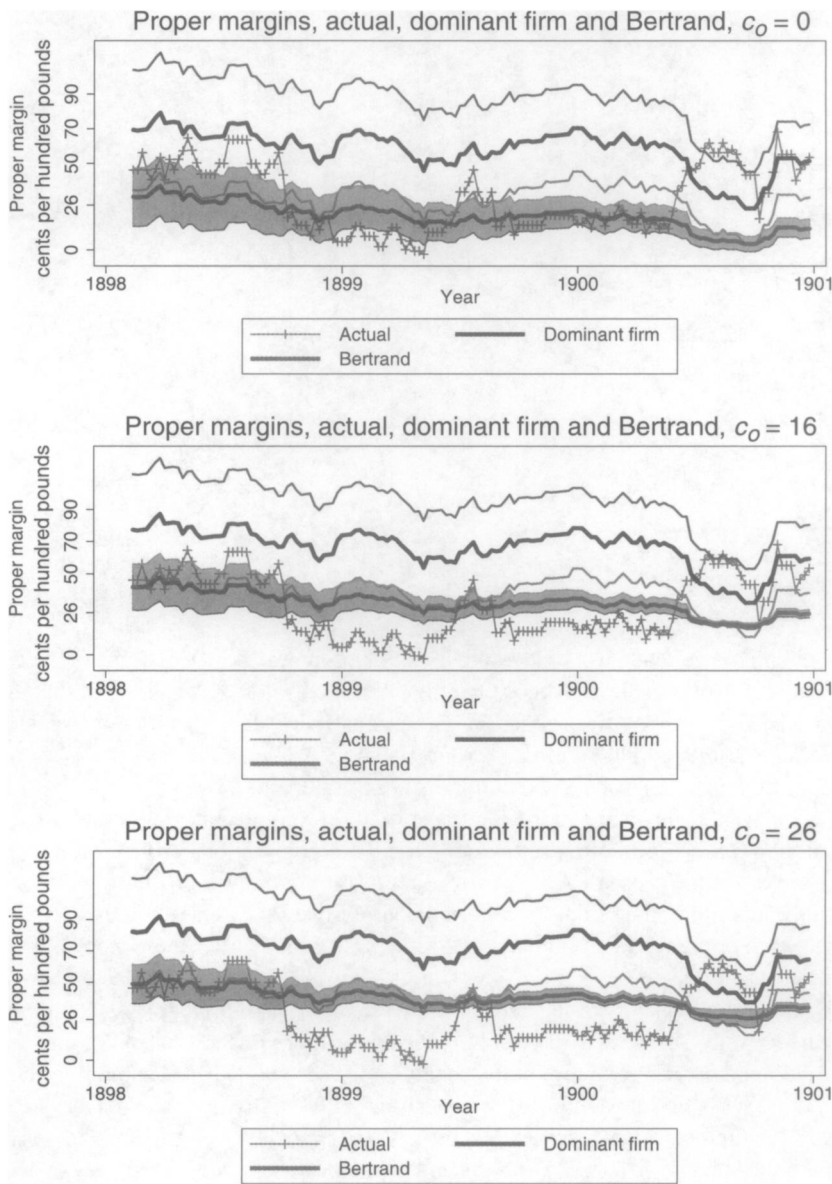 Proper margins, actual, dominant firm and Bertrand, cₒ = 0
Proper margin
cents per hundred pounds
90
70
50
26
0
1898
1899
1900
1901
Year
Actual
Dominant firm
Bertrand
Proper margins, actual, dominant firm and Bertrand, cₒ = 16
Proper margin
cents per hundred pounds
90
70
50
26
0
1898
1899
1900
1901
Year
Actual
Dominant firm
Bertrand
Proper margins, actual, dominant firm and Bertrand, cₒ = 26
Proper margin
cents per hundred pounds
90
70
50
26
0
1898
1899
1900
1901
Year
Actual
Dominant firm
Bertrand